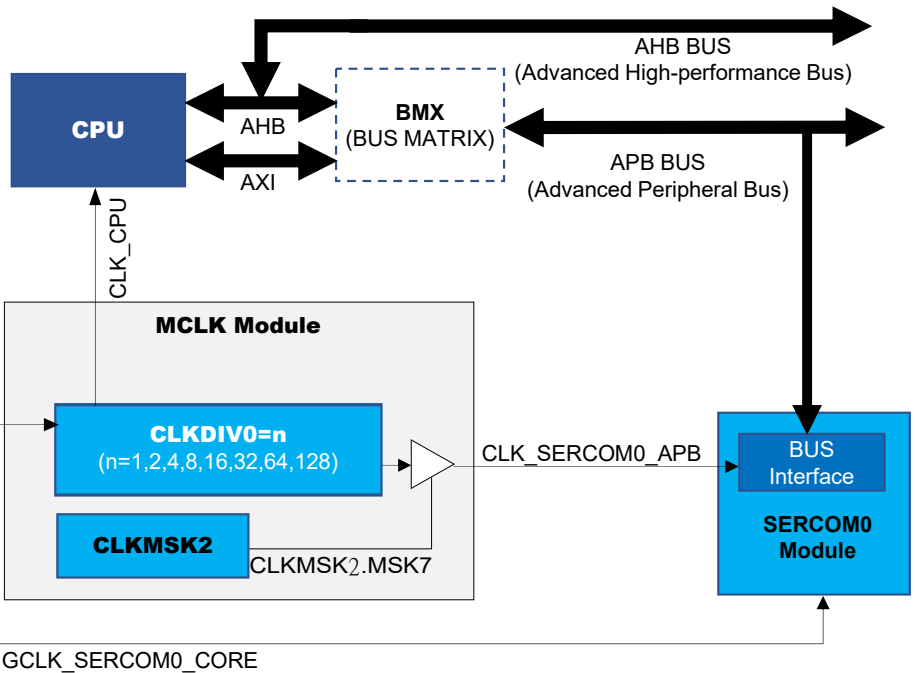 AHB BUS
(Advanced High-performance Bus)
CPU
AHB
AXI
BMX
(BUS MATRIX)
APB BUS
(Advanced Peripheral Bus)
CLK_CPU
MCLK Module
CLKDIV0=n
(n=1,2,4,8,16,32,64,128)
CLK_SERCOM0_APB
BUS
Interface
SERCOM0
Module
CLKMSK2
CLKMSK2.MSK7
GCLK_SERCOM0_CORE